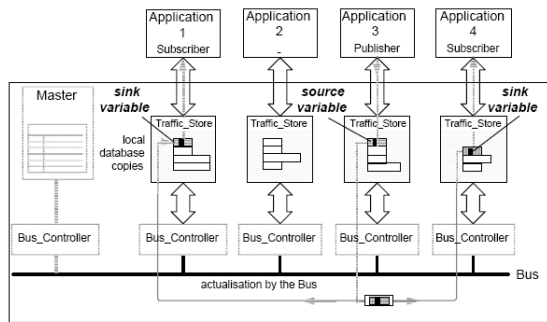 Application
1
Subscriber
Application
2
-
Application
3
Publisher
Application
4
Subscriber
Master
sink
variable
source
variable
sink
variable
Traffic_Store
Traffic_Store
Traffic_Store
Traffic_Store
local
database
copies
Bus_Controller
Bus_Controller
Bus_Controller
Bus_Controller
Bus_Controller
Bus
actualisation by the Bus